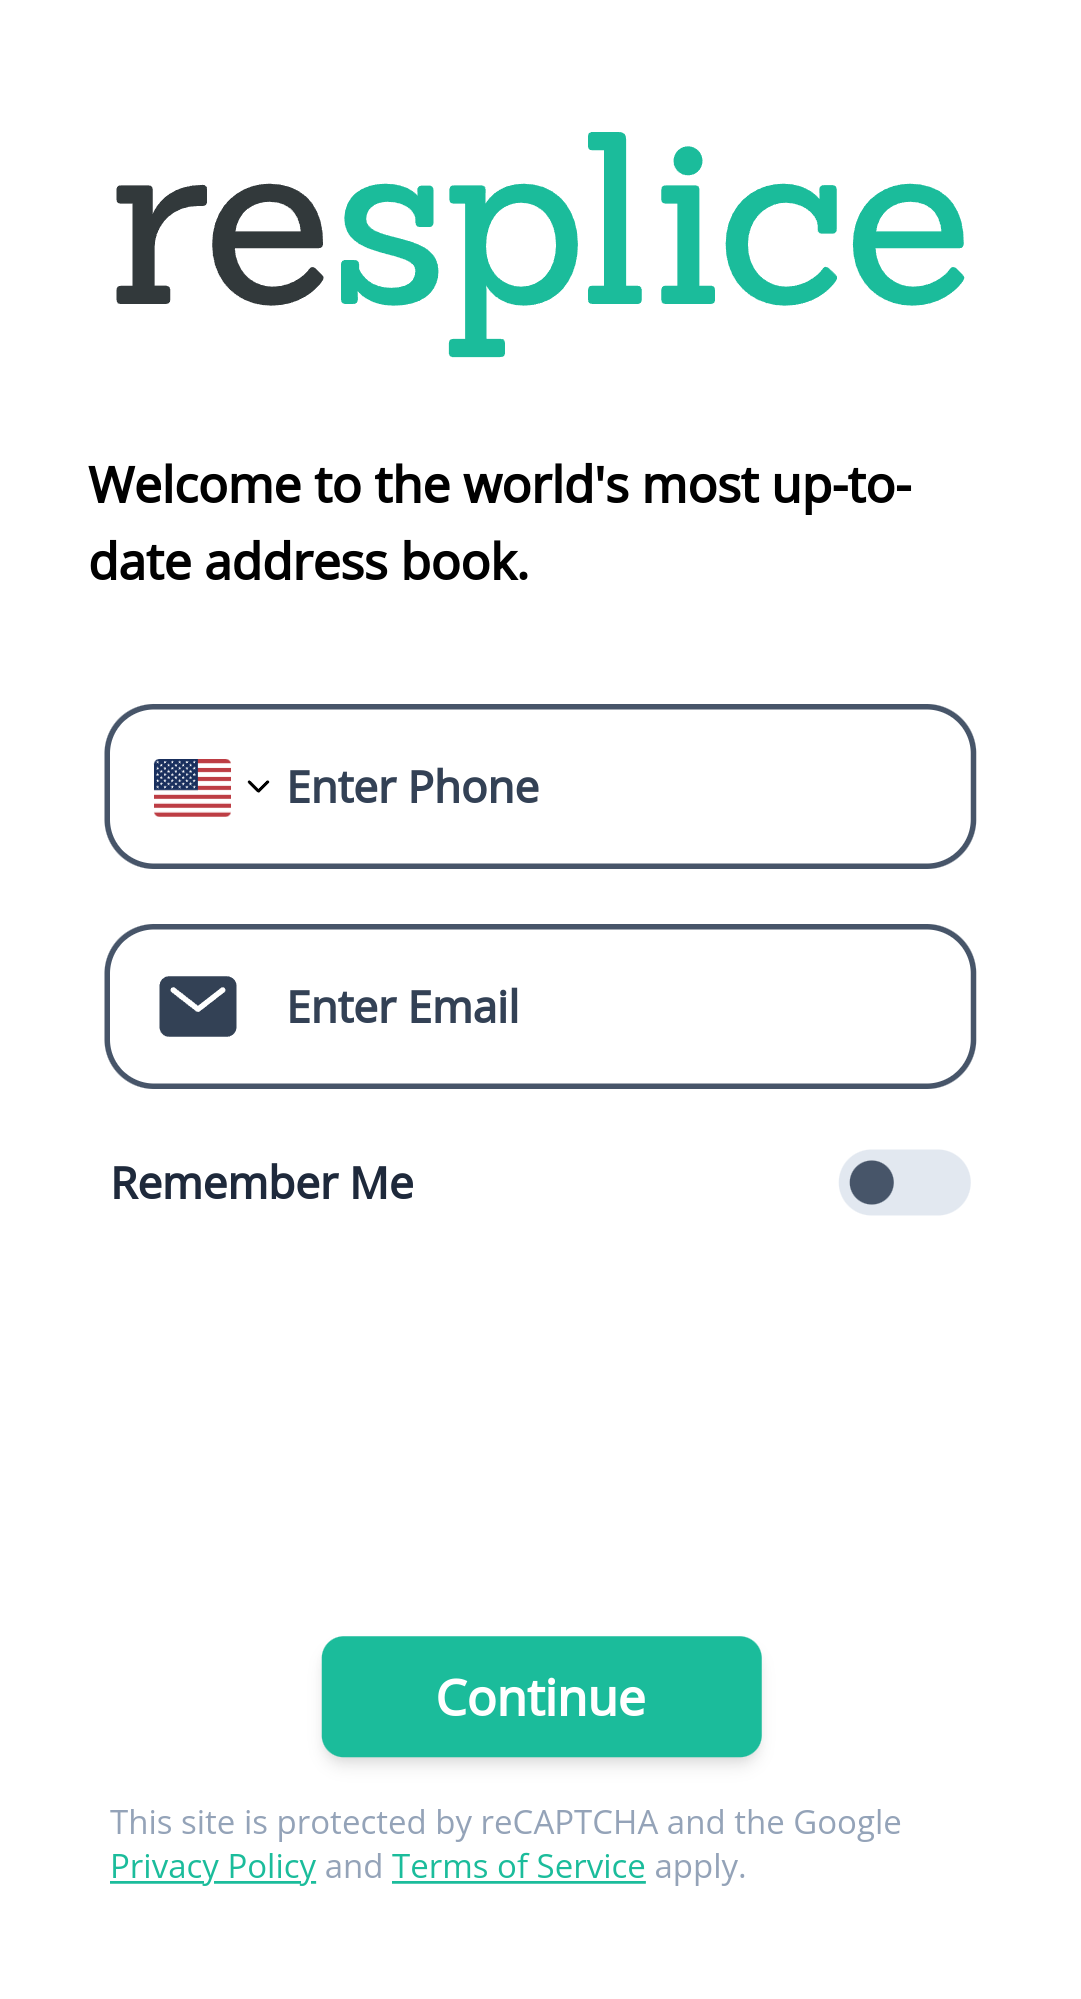 resplice
Welcome to the world's most up-to-
date address book.
Enter Phone
Enter Email
Remember Me
Continue
This site is protected by reCAPTCHA and the Google
Privacy Policy and Terms of Service apply.